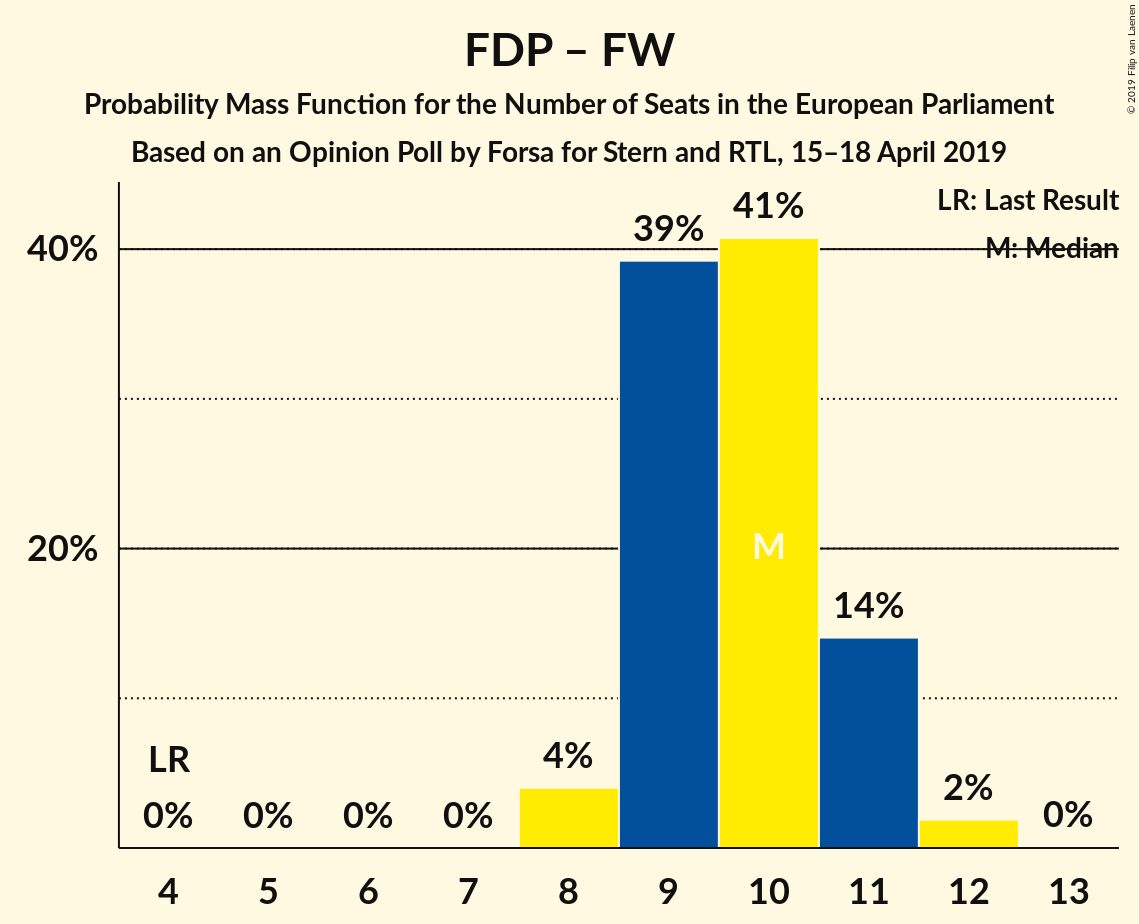 FDP – FW
Probability Mass Function for the Number of Seats in the European Parliament
Based on an Opinion Poll by Forsa for Stern and RTL, 15–18 April 2019
© 2019 Filip van Laenen
LR: Last Result
M: Median
40%
20%
LR
0%
0%
0%
0%
4%
39%
41%
M
14%
2%
0%
4
5
6
7
8
9
10
11
12
13